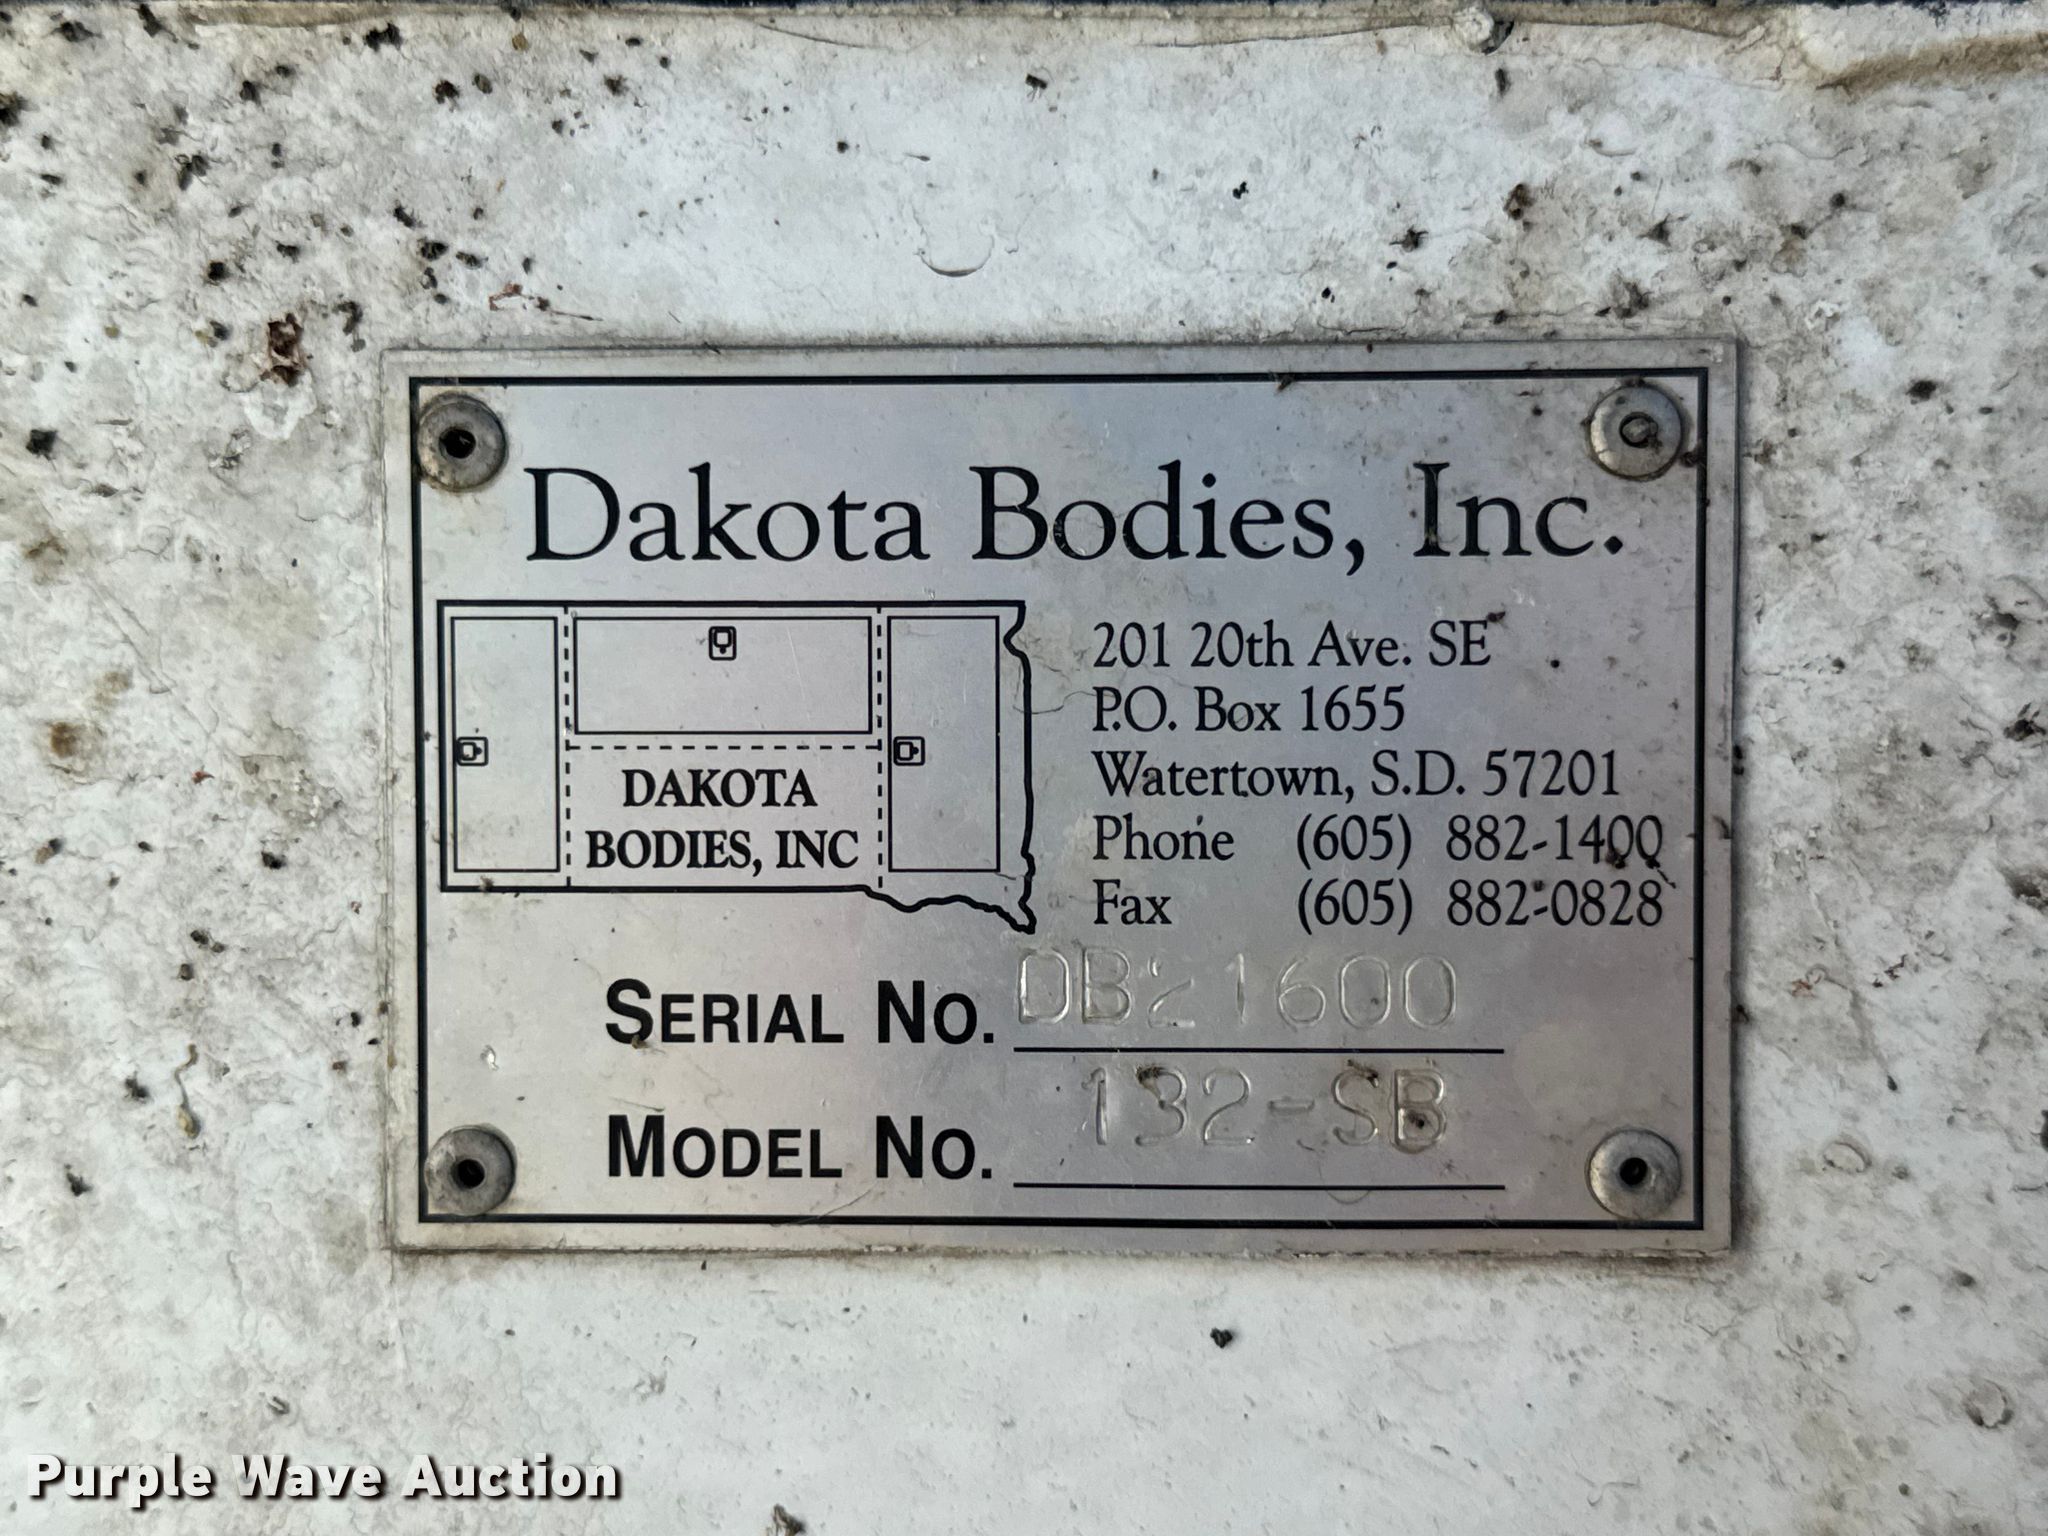 Dakota Bodies, Inc.
DAKOTA
BODIES, INC
201 20th Ave. SE
P.O. Box 1655
Watertown, S.D. 57201
Phone (605) 882-1400
Fax (605) 882-0828
SERIAL NO. DB21600
MODEL NO. 132-SB
Purple Wave Auction